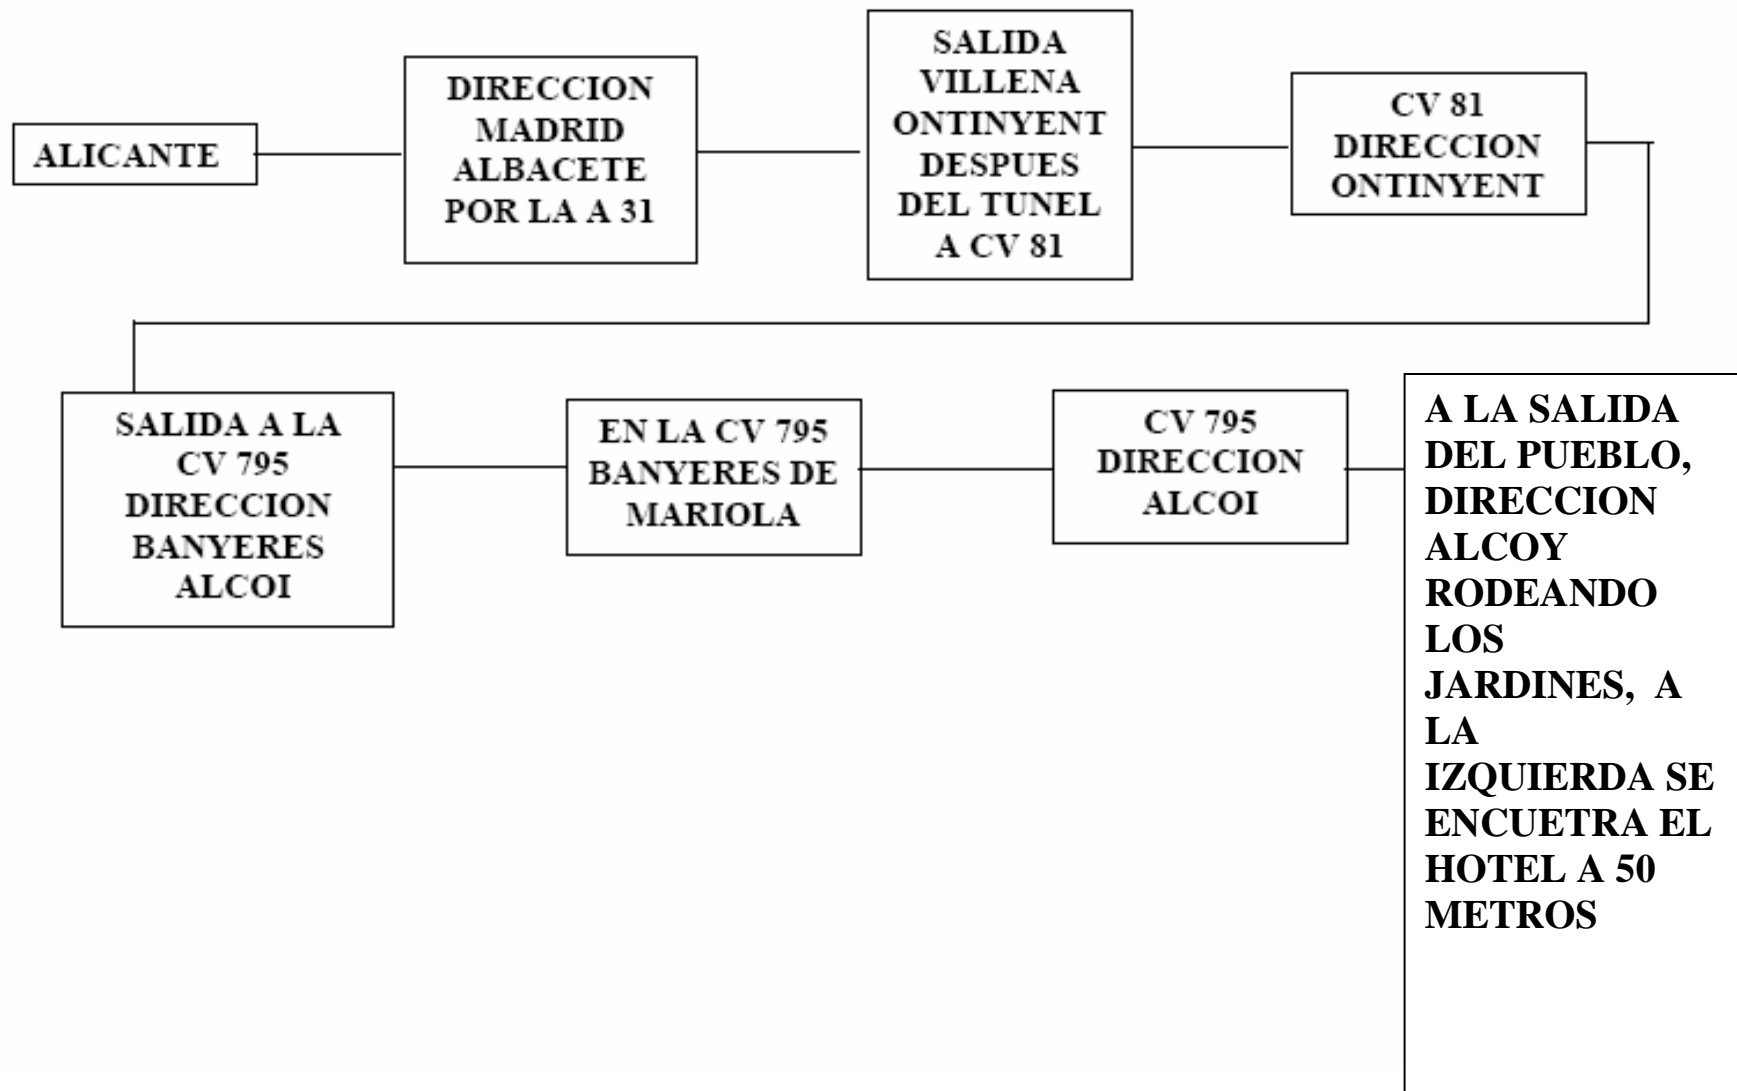 ALICANTE
DIRECCION
MADRID
ALBACETE
POR LA A 31
SALIDA
VILLENA
ONTINYENT
DESPUES
DEL TUNEL
A CV 81
CV 81
DIRECCION
ONTINYENT
SALIDA A LA
CV 795
DIRECCION
BANYERES
ALCOI
EN LA CV 795
BANYERES DE
MARIOLA
CV 795
DIRECCION
ALCOI
A LA SALIDA
DEL PUEBLO,
DIRECCION
ALCOY
RODEANDO
LOS
JARDINES, A
LA
IZQUIERDA SE
ENCUETRA EL
HOTEL A 50
METROS